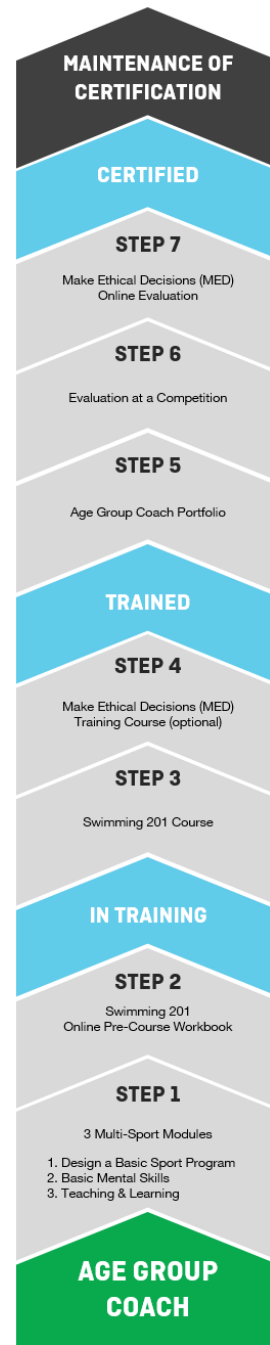 MAINTENANCE OF
CERTIFICATION
CERTIFIED
STEP 7
Make Ethical Decisions (MED)
Online Evaluation
STEP 6
Evaluation at a Competition
STEP 5
Age Group Coach Portfolio
TRAINED
STEP 4
Make Ethical Decisions (MED)
Training Course (optional)
STEP 3
Swimming 201 Course
IN TRAINING
STEP 2
Swimming 201
Online Pre-Course Workbook
STEP 1
3 Multi-Sport Modules
1. Design a Basic Sport Program
2. Basic Mental Skills
3. Teaching & Learning
AGE GROUP
COACH